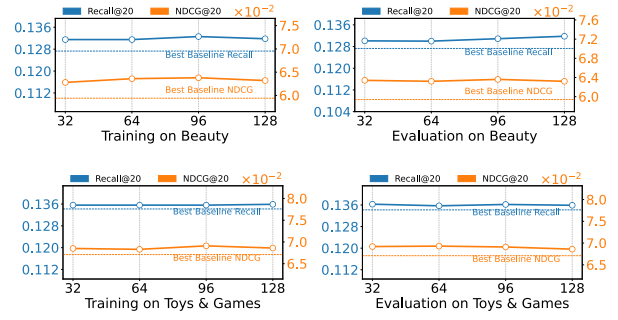 Recall@20 NDCG@20 ×10⁻²
0.136
0.128
0.120
0.112
7.5
7.0
6.5
6.0
Best Baseline Recall
Best Baseline NDCG
32 64 96 128
Training on Beauty
Recall@20 NDCG@20 ×10⁻²
0.136
0.128
0.120
0.112
0.104
7.6
7.2
6.8
6.4
6.0
Best Baseline Recall
Best Baseline NDCG
32 64 96 128
Evaluation on Beauty
Recall@20 NDCG@20 ×10⁻²
0.136
0.128
0.120
0.112
8.0
7.5
7.0
6.5
Best Baseline Recall
Best Baseline NDCG
32 64 96 128
Training on Toys & Games
Recall@20 NDCG@20 ×10⁻²
0.136
0.128
0.120
0.112
8.0
7.5
7.0
6.5
Best Baseline Recall
Best Baseline NDCG
32 64 96 128
Evaluation on Toys & Games